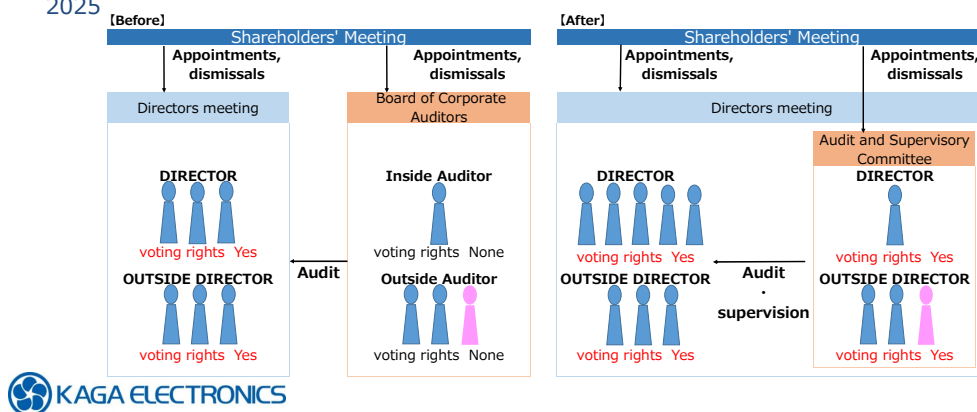 2025
【Before】
Shareholders' Meeting
Appointments,
dismissals
Appointments,
dismissals
Directors meeting
Board of Corporate
Auditors
DIRECTOR
voting rights Yes
OUTSIDE DIRECTOR
voting rights Yes
Audit
Inside Auditor
voting rights None
Outside Auditor
voting rights None
【After】
Shareholders' Meeting
Appointments,
dismissals
Appointments,
dismissals
Directors meeting
Audit and Supervisory
Committee
DIRECTOR
voting rights Yes
OUTSIDE DIRECTOR
voting rights Yes
Audit
・
supervision
DIRECTOR
voting rights Yes
OUTSIDE DIRECTOR
voting rights Yes
KAGA ELECTRONICS